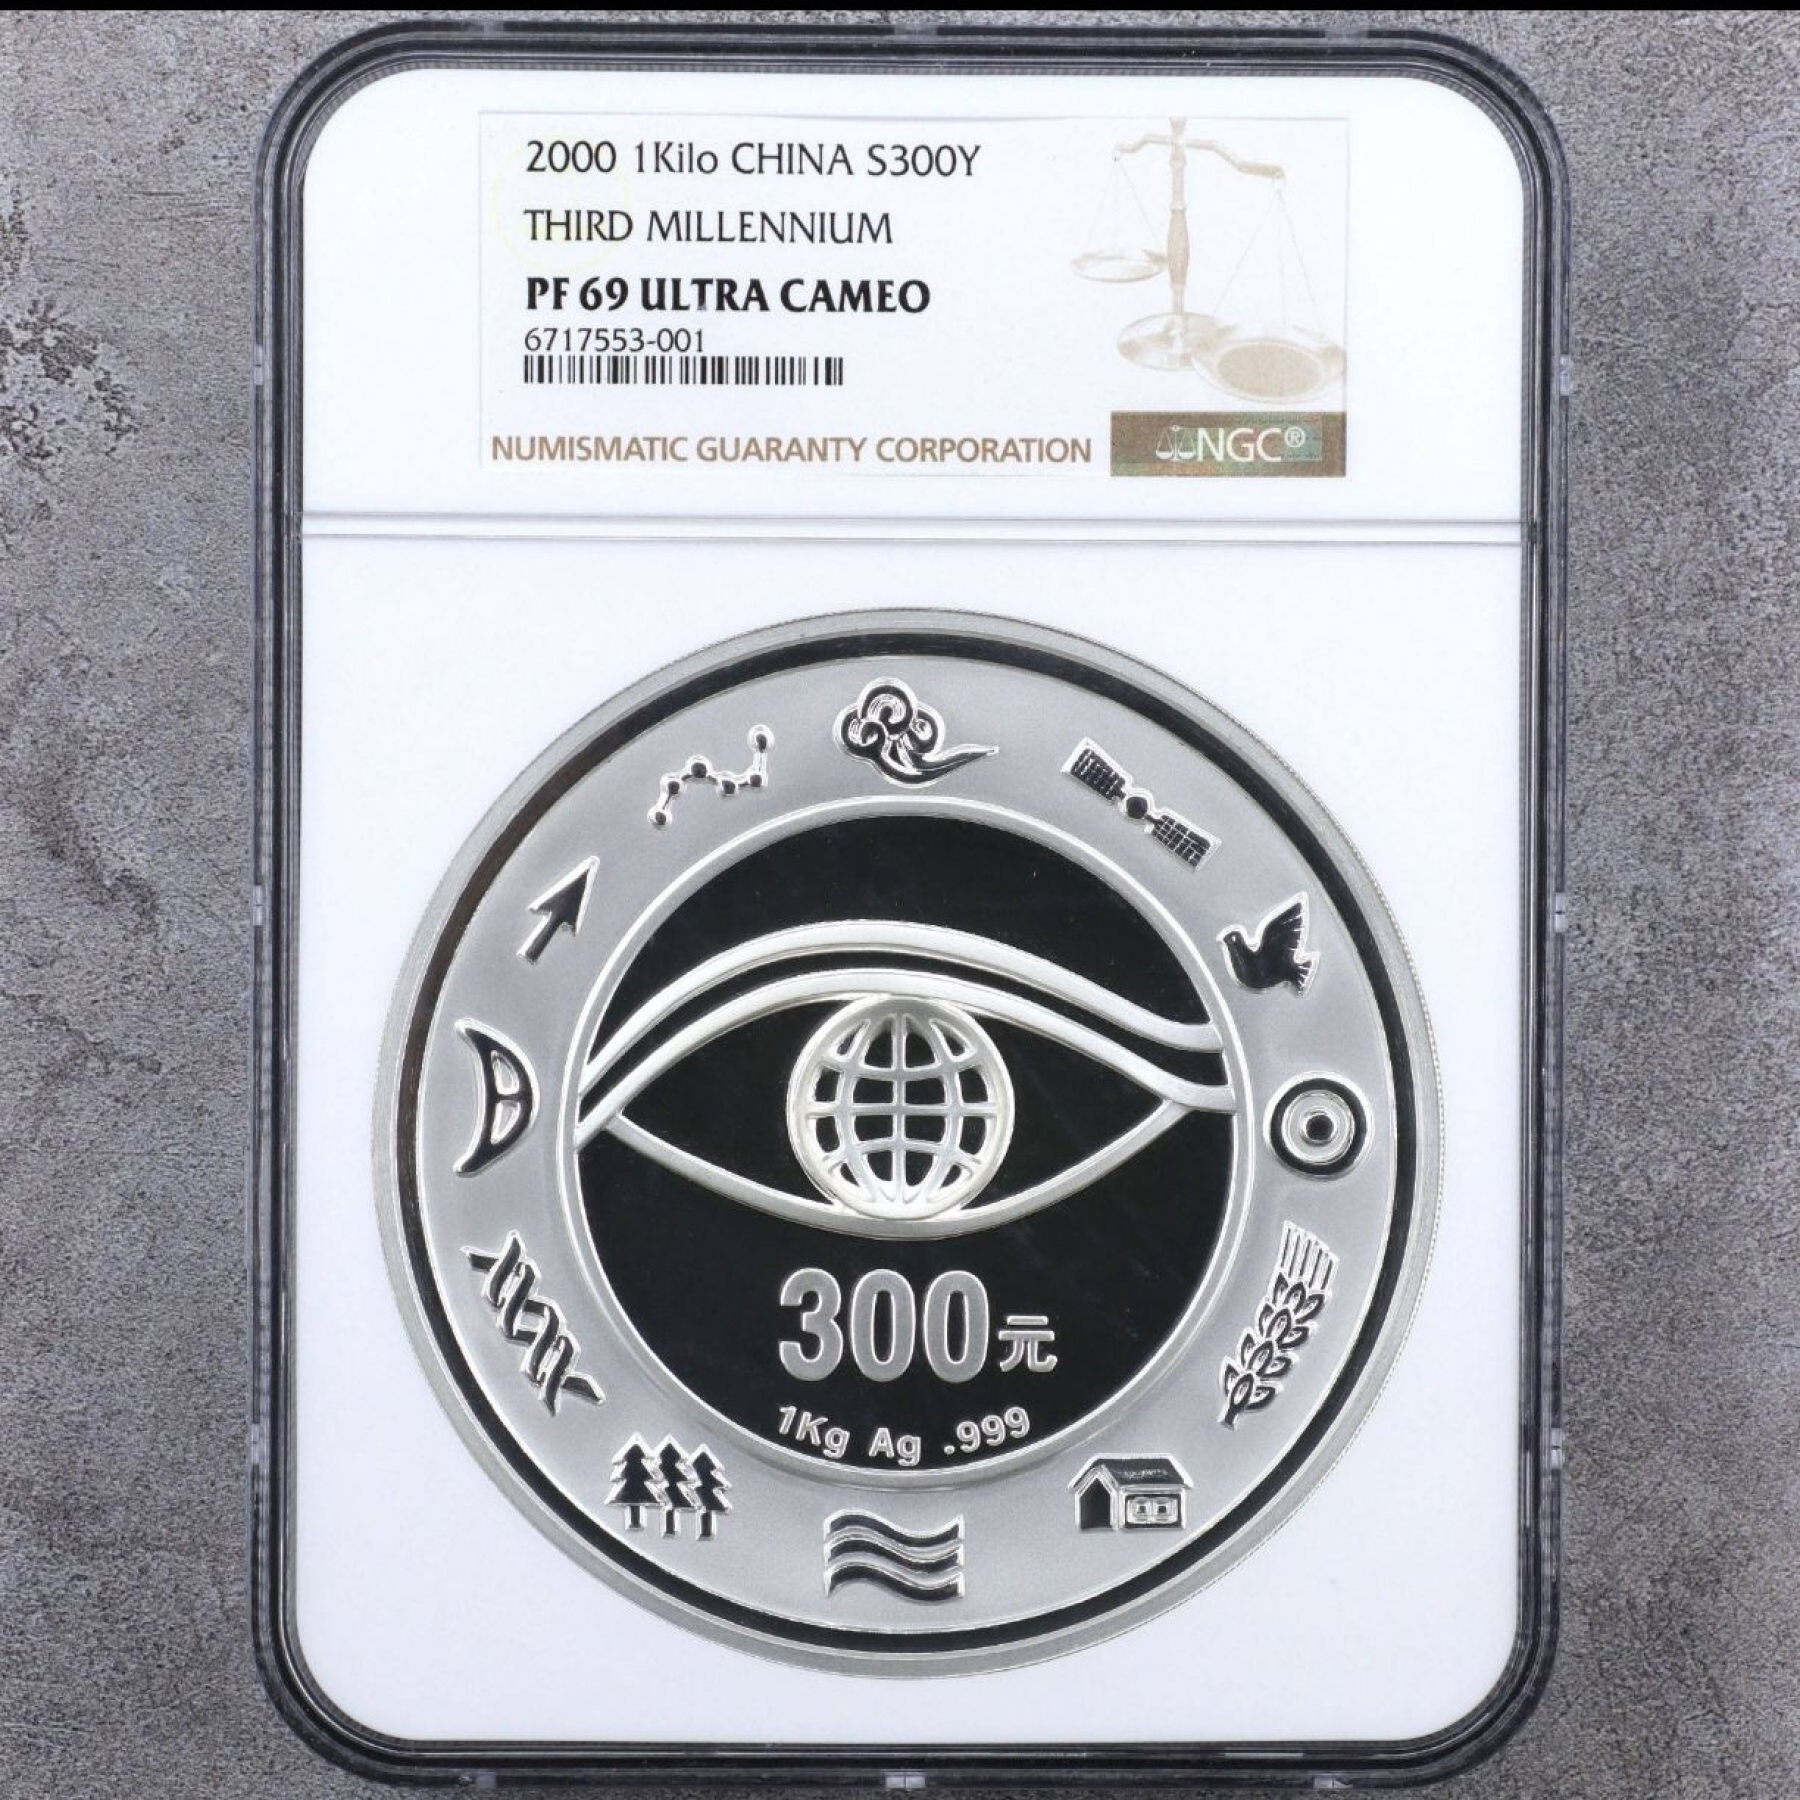 2000 1Kilo CHINA S300Y
THIRD MILLENNIUM
PF 69 ULTRA CAMEO
6717553-001
NUMISMATIC GUARANTY CORPORATION NGC®
300元
1Kg Ag .999